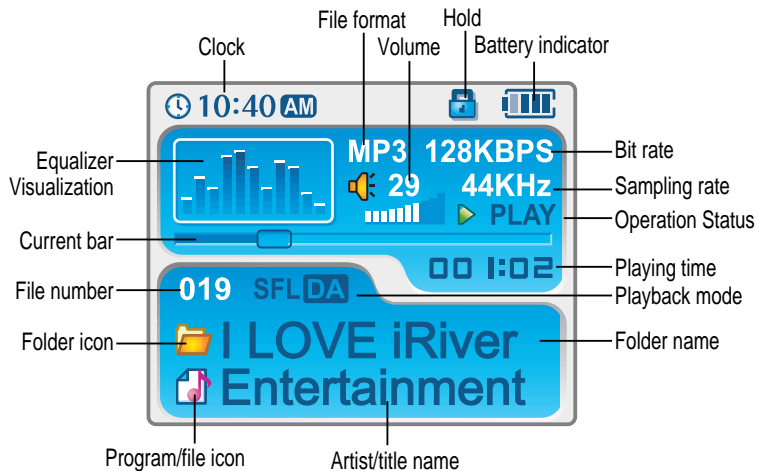 File format
Hold
Clock
Volume
Battery indicator
10:40 AM
MP3 128KBPS
Bit rate
Equalizer
Visualization
29 44KHz
Sampling rate
PLAY
Operation Status
Current bar
00 1:02
Playing time
File number
019 SFL DA
Playback mode
Folder icon
I LOVE iRiver
Folder name
Entertainment
Program/file icon
Artist/title name